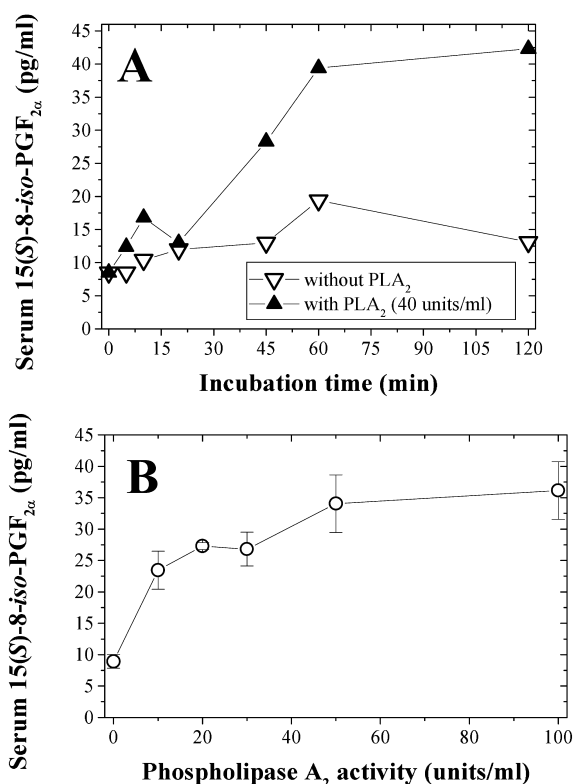 Serum 15(S)-8-iso-PGF2α (pg/ml)
A
45
40
35
30
25
20
15
10
5
0
without PLA2
with PLA2 (40 units/ml)
0 15 30 45 60 75 90 105 120
Incubation time (min)
Serum 15(S)-8-iso-PGF2α (pg/ml)
B
45
40
35
30
25
20
15
10
5
0
0 20 40 60 80 100
Phospholipase A2 activity (units/ml)